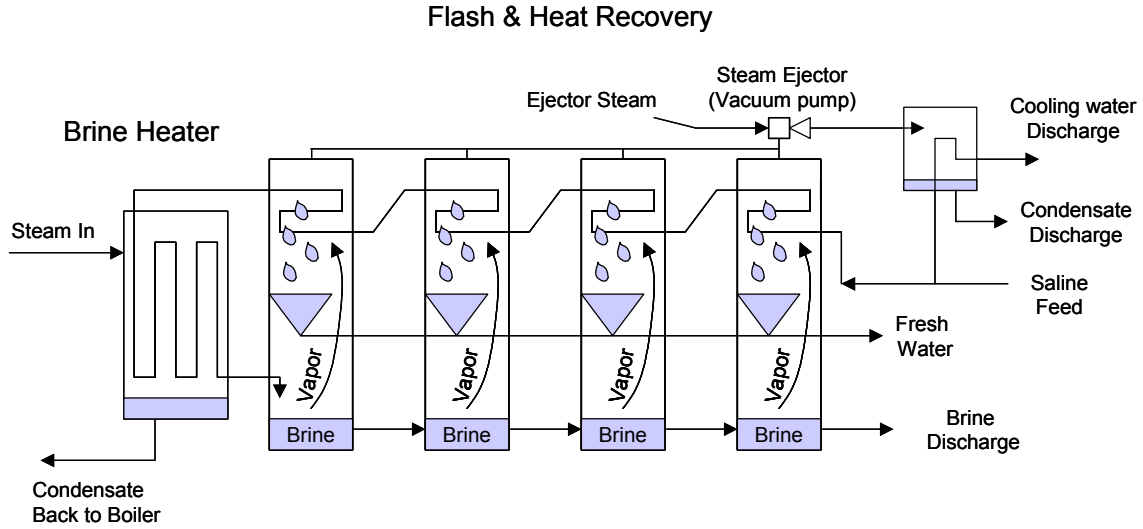 Flash & Heat Recovery
Steam Ejector
(Vacuum pump)
Ejector Steam
Cooling water
Discharge
Brine Heater
Steam In
Condensate
Discharge
Saline
Feed
Fresh
Water
Vapor
Vapor
Vapor
Vapor
Brine
Brine
Brine
Brine
Brine
Discharge
Condensate
Back to Boiler